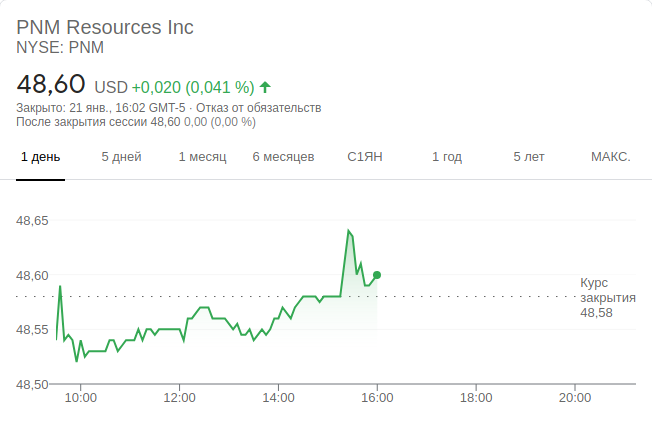 PNM Resources Inc
NYSE: PNM
48,60 USD +0,020 (0,041 %)
Закрыто: 21 янв., 16:02 GMT-5 · Отказ от обязательств
После закрытия сессии 48,60 0,00 (0,00 %)
1 день 5 дней 1 месяц 6 месяцев С1ЯН 1 год 5 лет МАКС.
48,65
48,60
Курс
закрытия
48,58
48,55
48,50
10:00 12:00 14:00 16:00 18:00 20:00